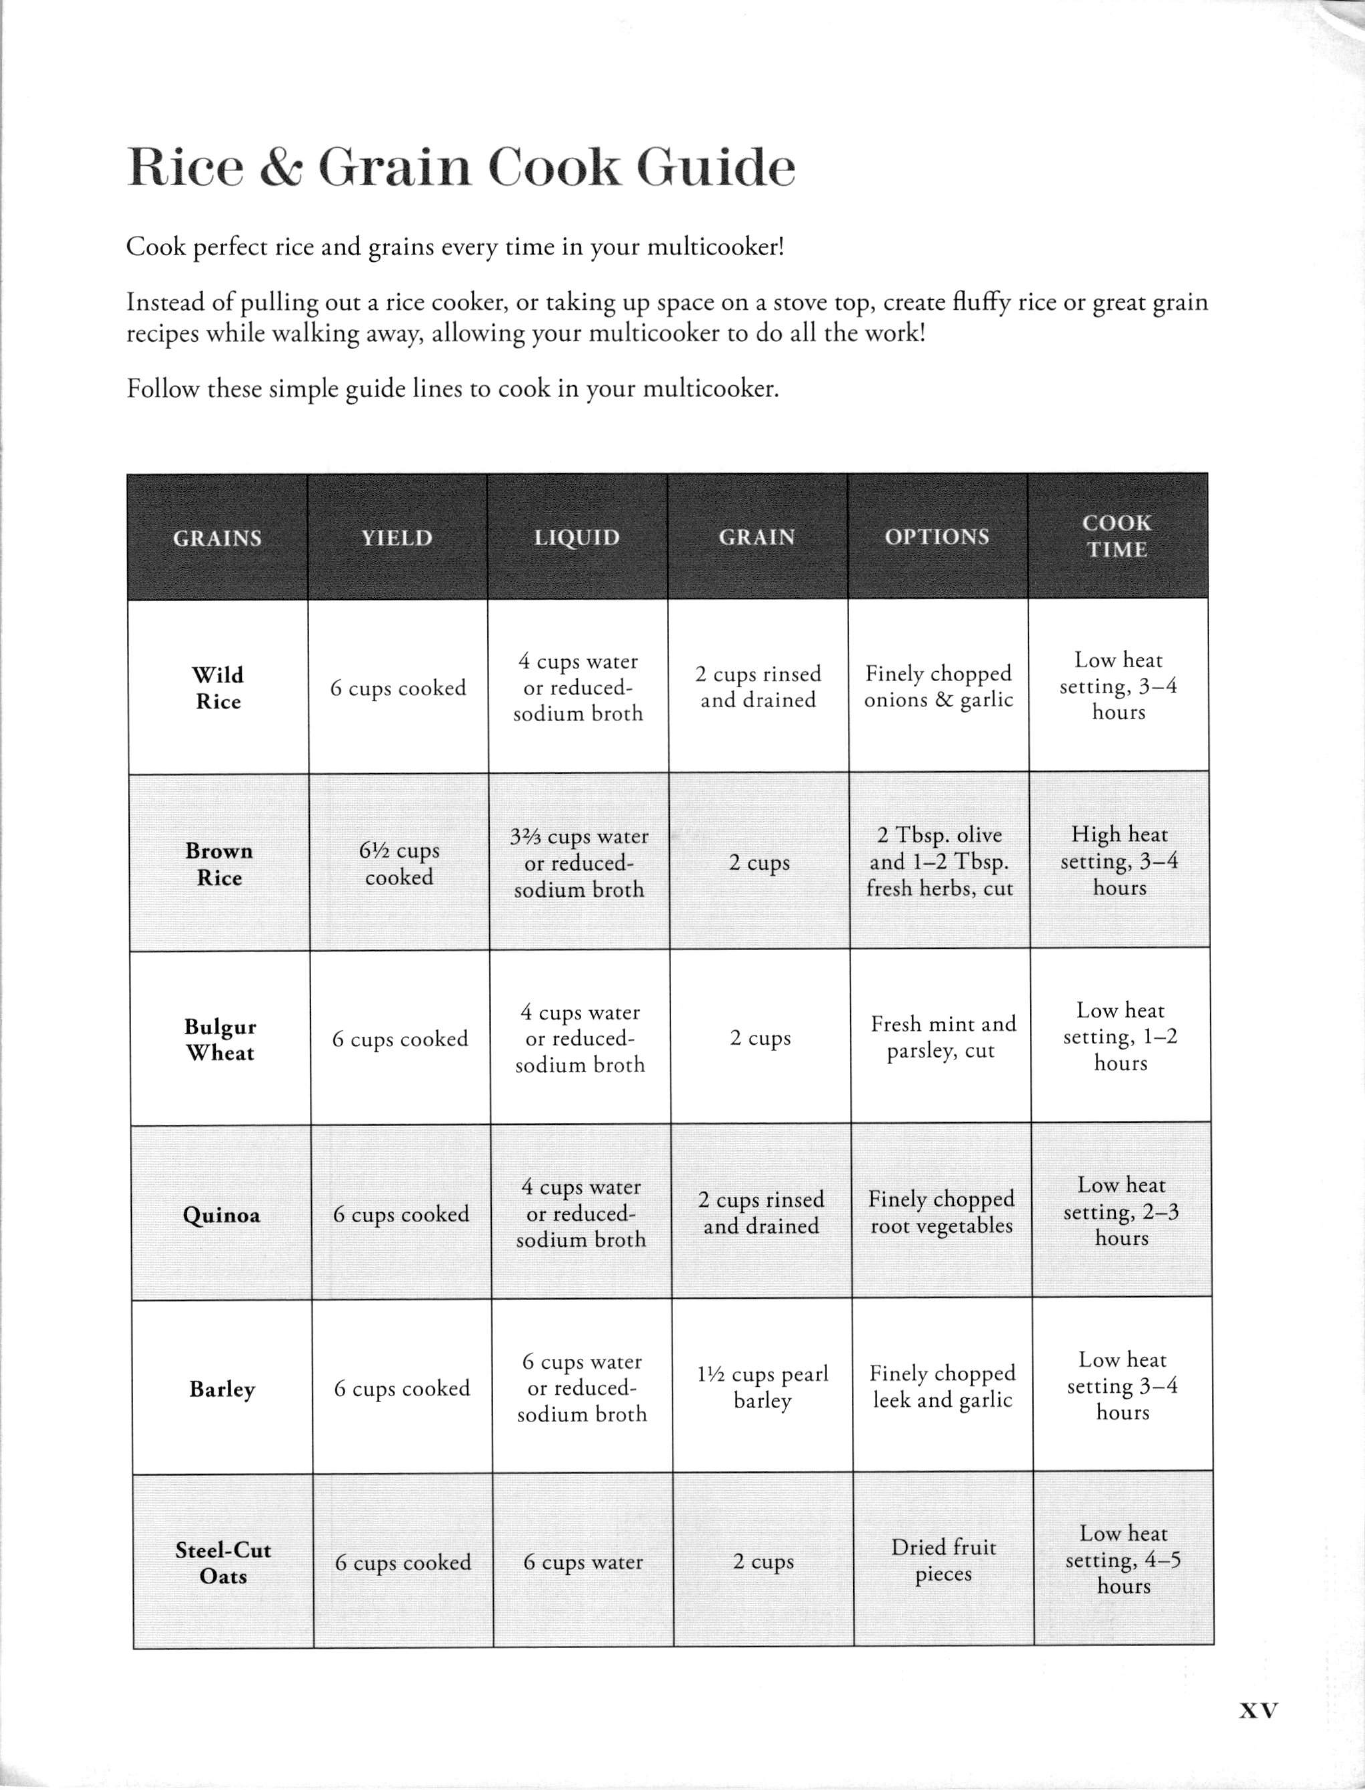 Rice & Grain Cook Guide
Cook perfect rice and grains every time in your multicooker!
Instead of pulling out a rice cooker, or taking up space on a stove top, create fluffy rice or great grain
recipes while walking away, allowing your multicooker to do all the work!
Follow these simple guide lines to cook in your multicooker.
GRAINS
YIELD
LIQUID
GRAIN
OPTIONS
COOK
TIME
Wild
Rice
6 cups cooked
4 cups water
or reduced-
sodium broth
2 cups rinsed
and drained
Finely chopped
onions & garlic
Low heat
setting, 3–4
hours
Brown
Rice
6½ cups
cooked
3⅔ cups water
or reduced-
sodium broth
2 cups
2 Tbsp. olive
and 1–2 Tbsp.
fresh herbs, cut
High heat
setting, 3–4
hours
Bulgur
Wheat
6 cups cooked
4 cups water
or reduced-
sodium broth
2 cups
Fresh mint and
parsley, cut
Low heat
setting, 1–2
hours
Quinoa
6 cups cooked
4 cups water
or reduced-
sodium broth
2 cups rinsed
and drained
Finely chopped
root vegetables
Low heat
setting, 2–3
hours
Barley
6 cups cooked
6 cups water
or reduced-
sodium broth
1½ cups pearl
barley
Finely chopped
leek and garlic
Low heat
setting 3–4
hours
Steel-Cut
Oats
6 cups cooked
6 cups water
2 cups
Dried fruit
pieces
Low heat
setting, 4–5
hours
XV